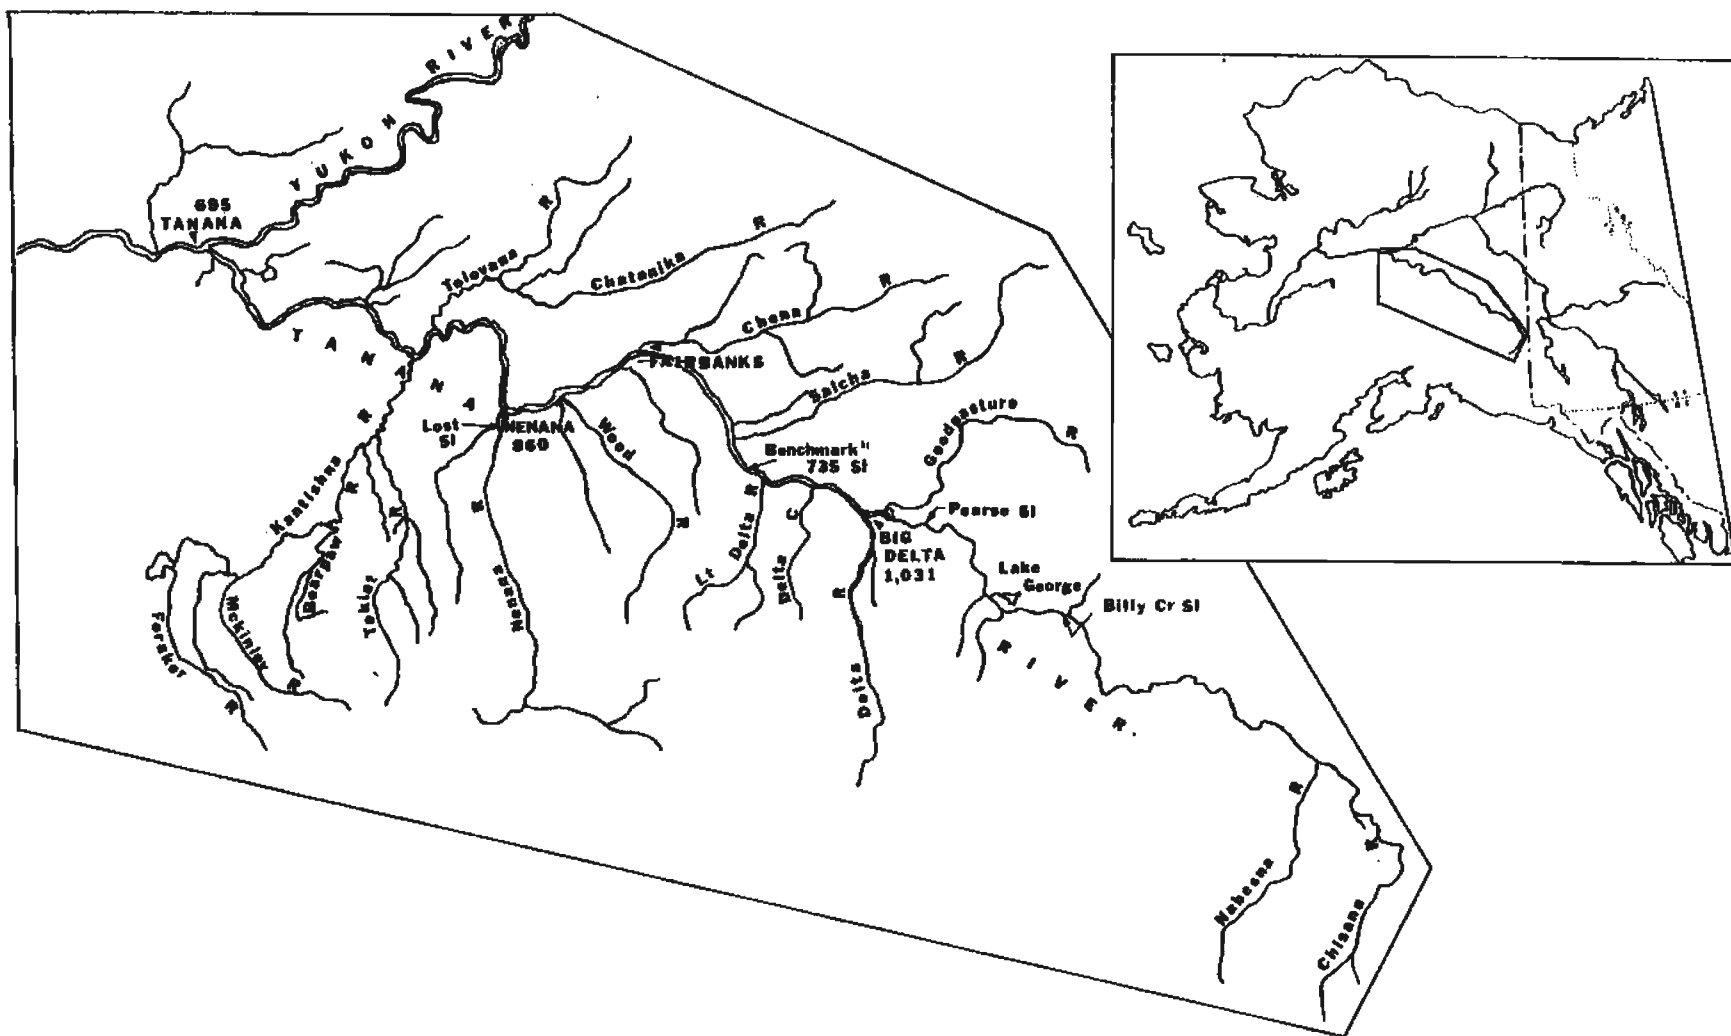 YUKON RIVER
695
TANANA
Tolovana R
Chatanika R
Chena R
TANANA
FAIRBANKS
Salcha R
Goodpasture R
Lost
Sl
NENANA
860
Wood R
Benchmark
735 Sl
Kantishna R
Pearse Sl
BIG
DELTA
1,031
Lt Delta R
Delta C
Lake
George
Billy Cr Sl
Bearpaw R
Toklat R
Nenana R
Mckinley R
Foraker R
Delta R
RIVER
Nabesna R
Chisana R